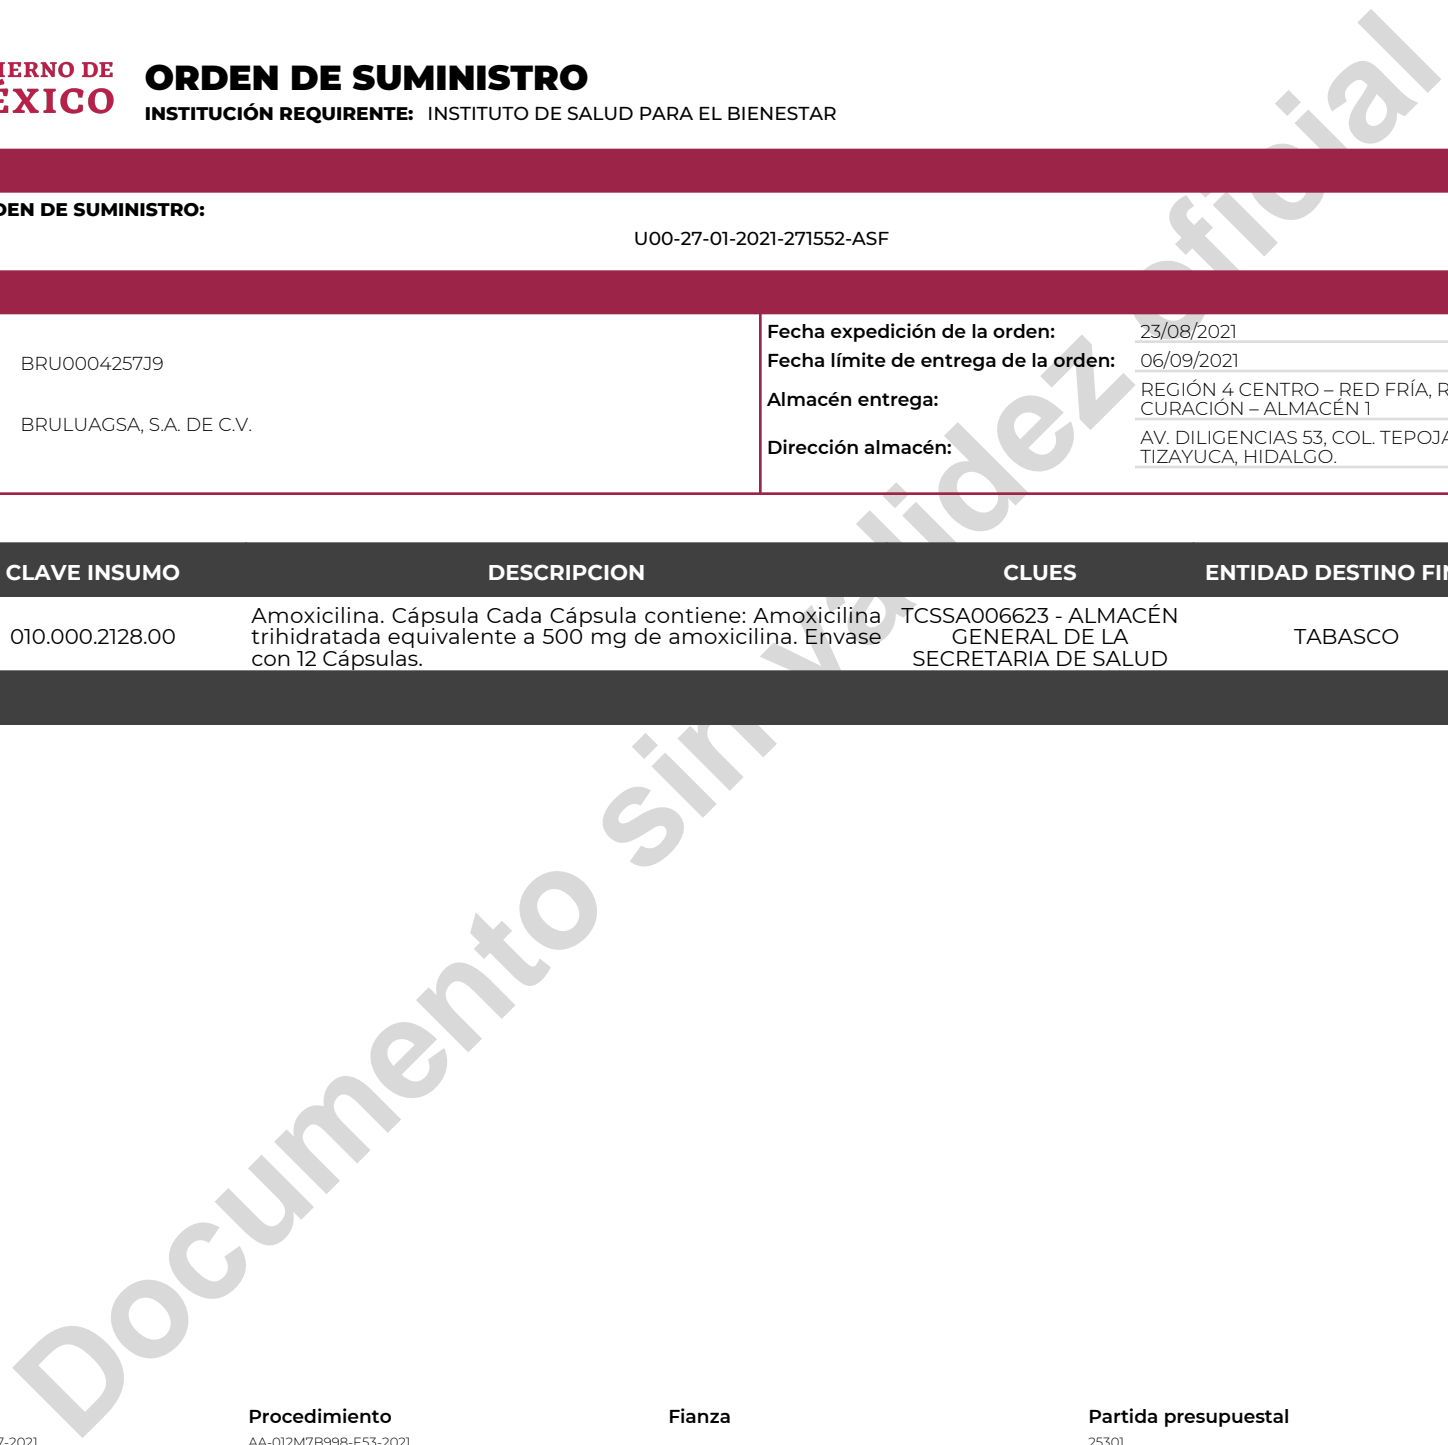 ORDEN DE SUMINISTRO
INSTITUCIÓN REQUIRENTE: INSTITUTO DE SALUD PARA EL BIENESTAR
DE
MÉXICO
DE SUMINISTRO:
U00-27-01-2021-271552-ASF
BRU0004257J9
BRULUAGSA, S.A. DE C.V.
Fecha expedición de la orden: 23/08/2021
Fecha límite de entrega de la orden: 06/09/2021
Almacén entrega:
REGIÓN 4 CENTRO – RED FRÍA,
CURACIÓN – ALMACÉN 1
Dirección almacén:
AV. DILIGENCIAS 53, COL.
TIZAYUCA, HIDALGO.
CLAVE INSUMO DESCRIPCION CLUES ENTIDAD DESTINO
010.000.2128.00
Amoxicilina. Cápsula Cada Cápsula contiene: Amoxicilina
trihidratada equivalente a 500 mg de amoxicilina. Envase
con 12 Cápsulas.
TCSSA006623 - ALMACÉN
GENERAL DE LA
SECRETARIA DE SALUD
TABASCO
Documento sin validez oficial
Procedimiento Fianza Partida presupuestal
AA-012M7B998-E53-2021 25301